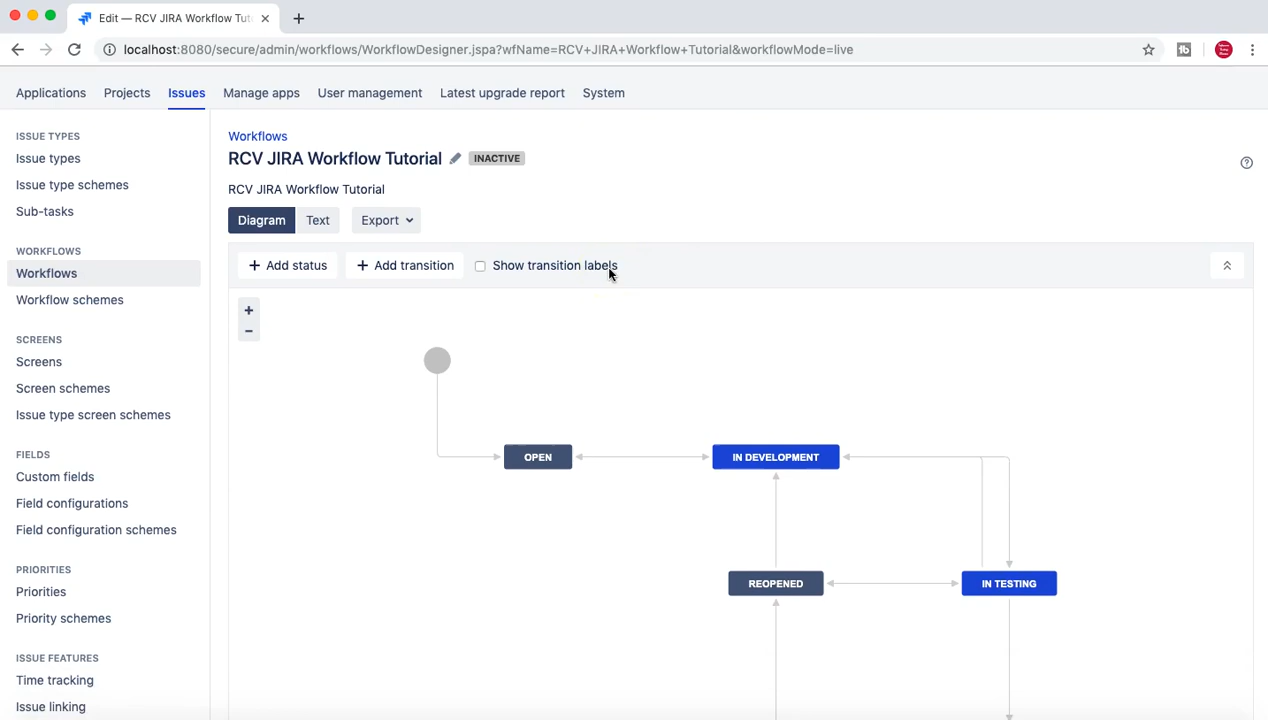 Edit — RCV JIRA Workflow Tut
localhost:8080/secure/admin/workflows/WorkflowDesigner.jspa?wfName=RCV+JIRA+Workflow+Tutorial&workflowMode=live
Applications Projects Issues Manage apps User management Latest upgrade report System
ISSUE TYPES
Issue types
Issue type schemes
Sub-tasks
WORKFLOWS
Workflows
Workflow schemes
SCREENS
Screens
Screen schemes
Issue type screen schemes
FIELDS
Custom fields
Field configurations
Field configuration schemes
PRIORITIES
Priorities
Priority schemes
ISSUE FEATURES
Time tracking
Issue linking
Workflows
RCV JIRA Workflow Tutorial INACTIVE
RCV JIRA Workflow Tutorial
Diagram Text Export
+ Add status + Add transition Show transition labels
+
−
OPEN IN DEVELOPMENT
REOPENED IN TESTING